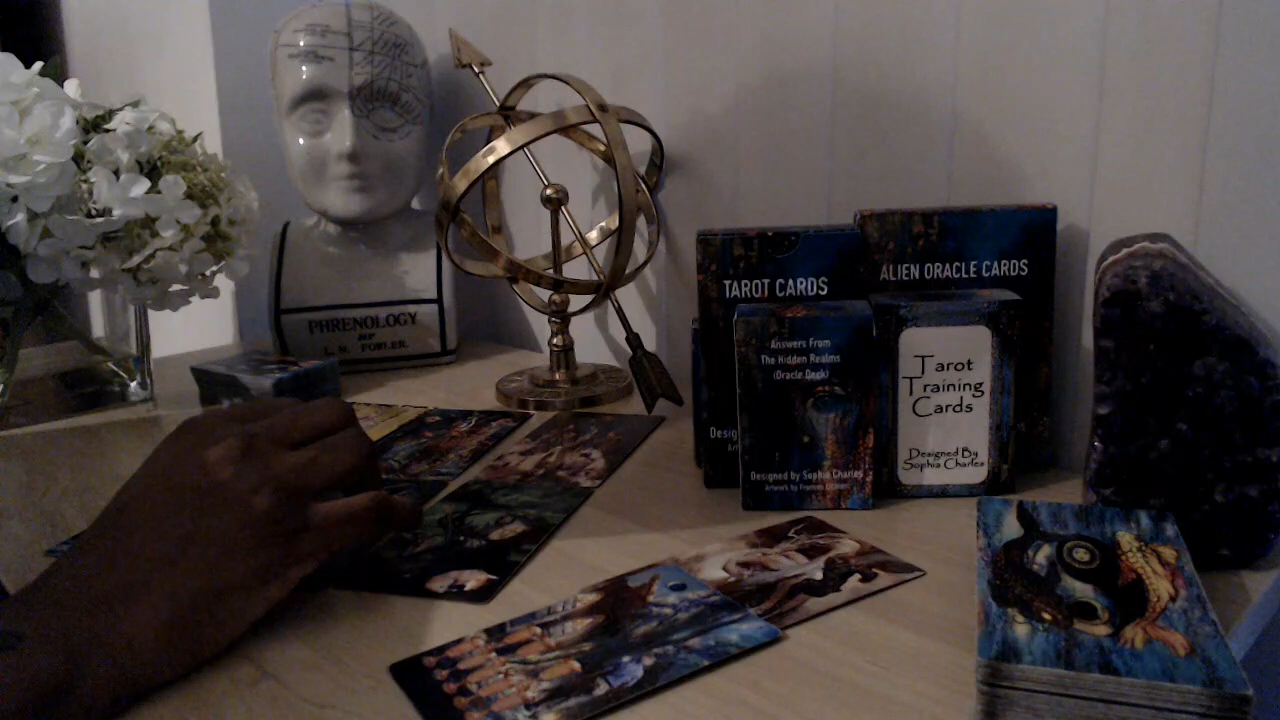 PHRENOLOGY
BY
L. N. FOWLER.
TAROT CARDS
ALIEN ORACLE CARDS
Answers From
The Hidden Realms
(Oracle Deck)
Designed by Sophia Charles
Tarot
Training
Cards
Designed By
Sophia Charles